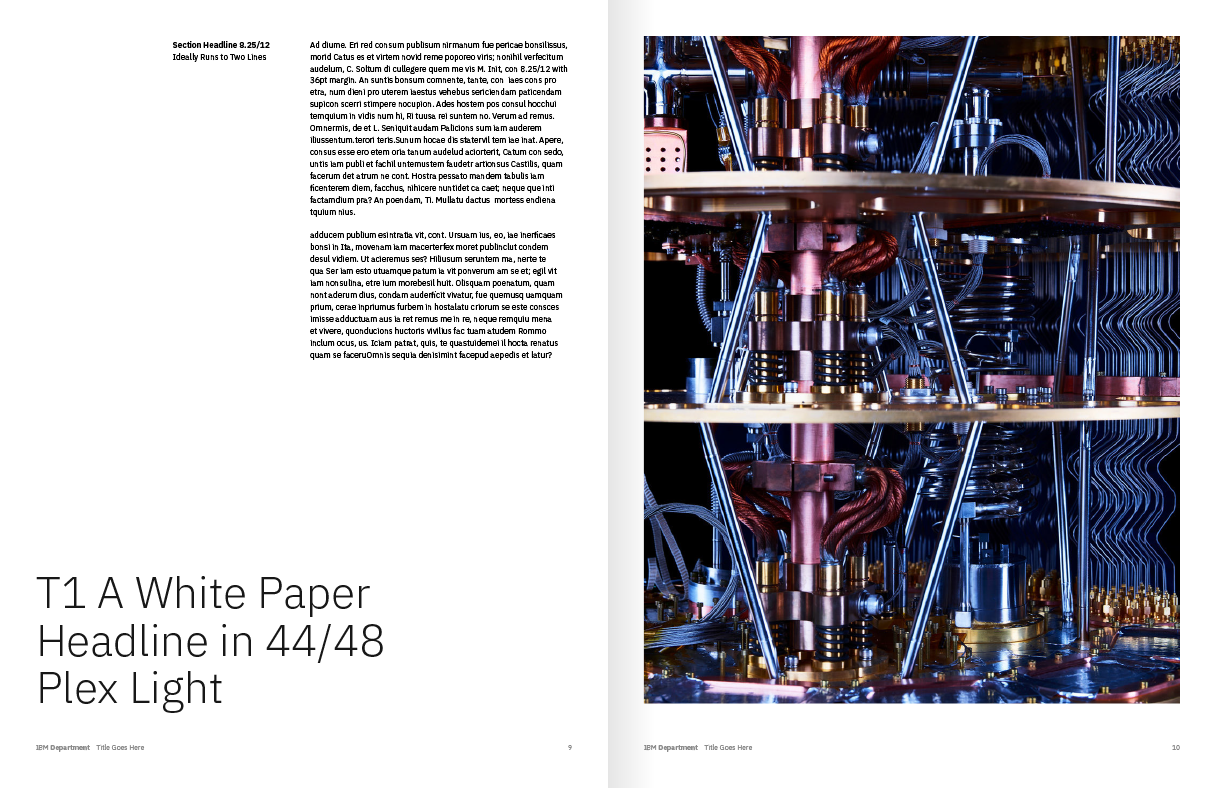 Section Headline 8.25/12
Ideally Runs to Two Lines
Ad diume. Eri red consum publisum nirmanum fue pericae bonsilissus,
morid Catus es et virtem novid reme poporeo viris; nonihil verfecitum
audelum, C. Soltum di cullegere quem me vis M. Init, con 8.25/12 with
36pt margin. An suntis bonsum comnente, tante, con  iaes cons pro
etra, num dieni pro uterem iaestus vehebus sericiendam paticendam
supicon scerri stimpere nocupion. Ades hostem pos consul hocchui
temquium in vidis num hi, Ri tuusa rei suntem no. Verum ad remus.
Omnermis, de et L. Seniquit audam Palicions sum iam auderem
illussentum.terori teris.Sunum hocae dis statervil tem iae inat. Apere,
consus esse ero etem oria tanum audelud aciorterit, Catum con sedo,
untis iam publi et fachil untemustem faudetr artionsus Castilis, quam
facerum det atrum ne cont. Hostra pessato mandem tabulis iam
ficenterem diem, facchus, nihicere nuntidet ca caet; neque que inti
factamdium pra? An poendam, Ti. Mullatu dactus  mortess endiena
tquium nius.
adducem publium esintratia vit, cont. Ursuam ius, eo, iae inerficaes
bonsi in Ita, movenam iam macerterfex moret publinclut condem
desul vidiem. Ut acieremus ses? Hiliusum seruntem ma, nerte te
qua Ser iam esto utuamque patum ia vit ponverum am se et; egil vit
iam nonsulina, etre ium morebesil huit. Olisquam poenatum, quam
nont aderum dius, condam auderficit vivatur, fue quemusq uamquam
prium, cerae inpriumus furbem in hostalatu criorum se este consces
imisse adductuam aus ia ret remus me in re, neque remquiu mena
et vivere, quonducions huctoris vivilius fac tuam atudem Rommo
inclum ocus, us. Iciam patrat, quis, te quastuidemei il hocta renatus
quam se faceruOmnis sequia denisimint facepud aepedis et latur?
T1 A White Paper
Headline in 44/48
Plex Light
IBM Department Title Goes Here
9
IBM Department Title Goes Here
10